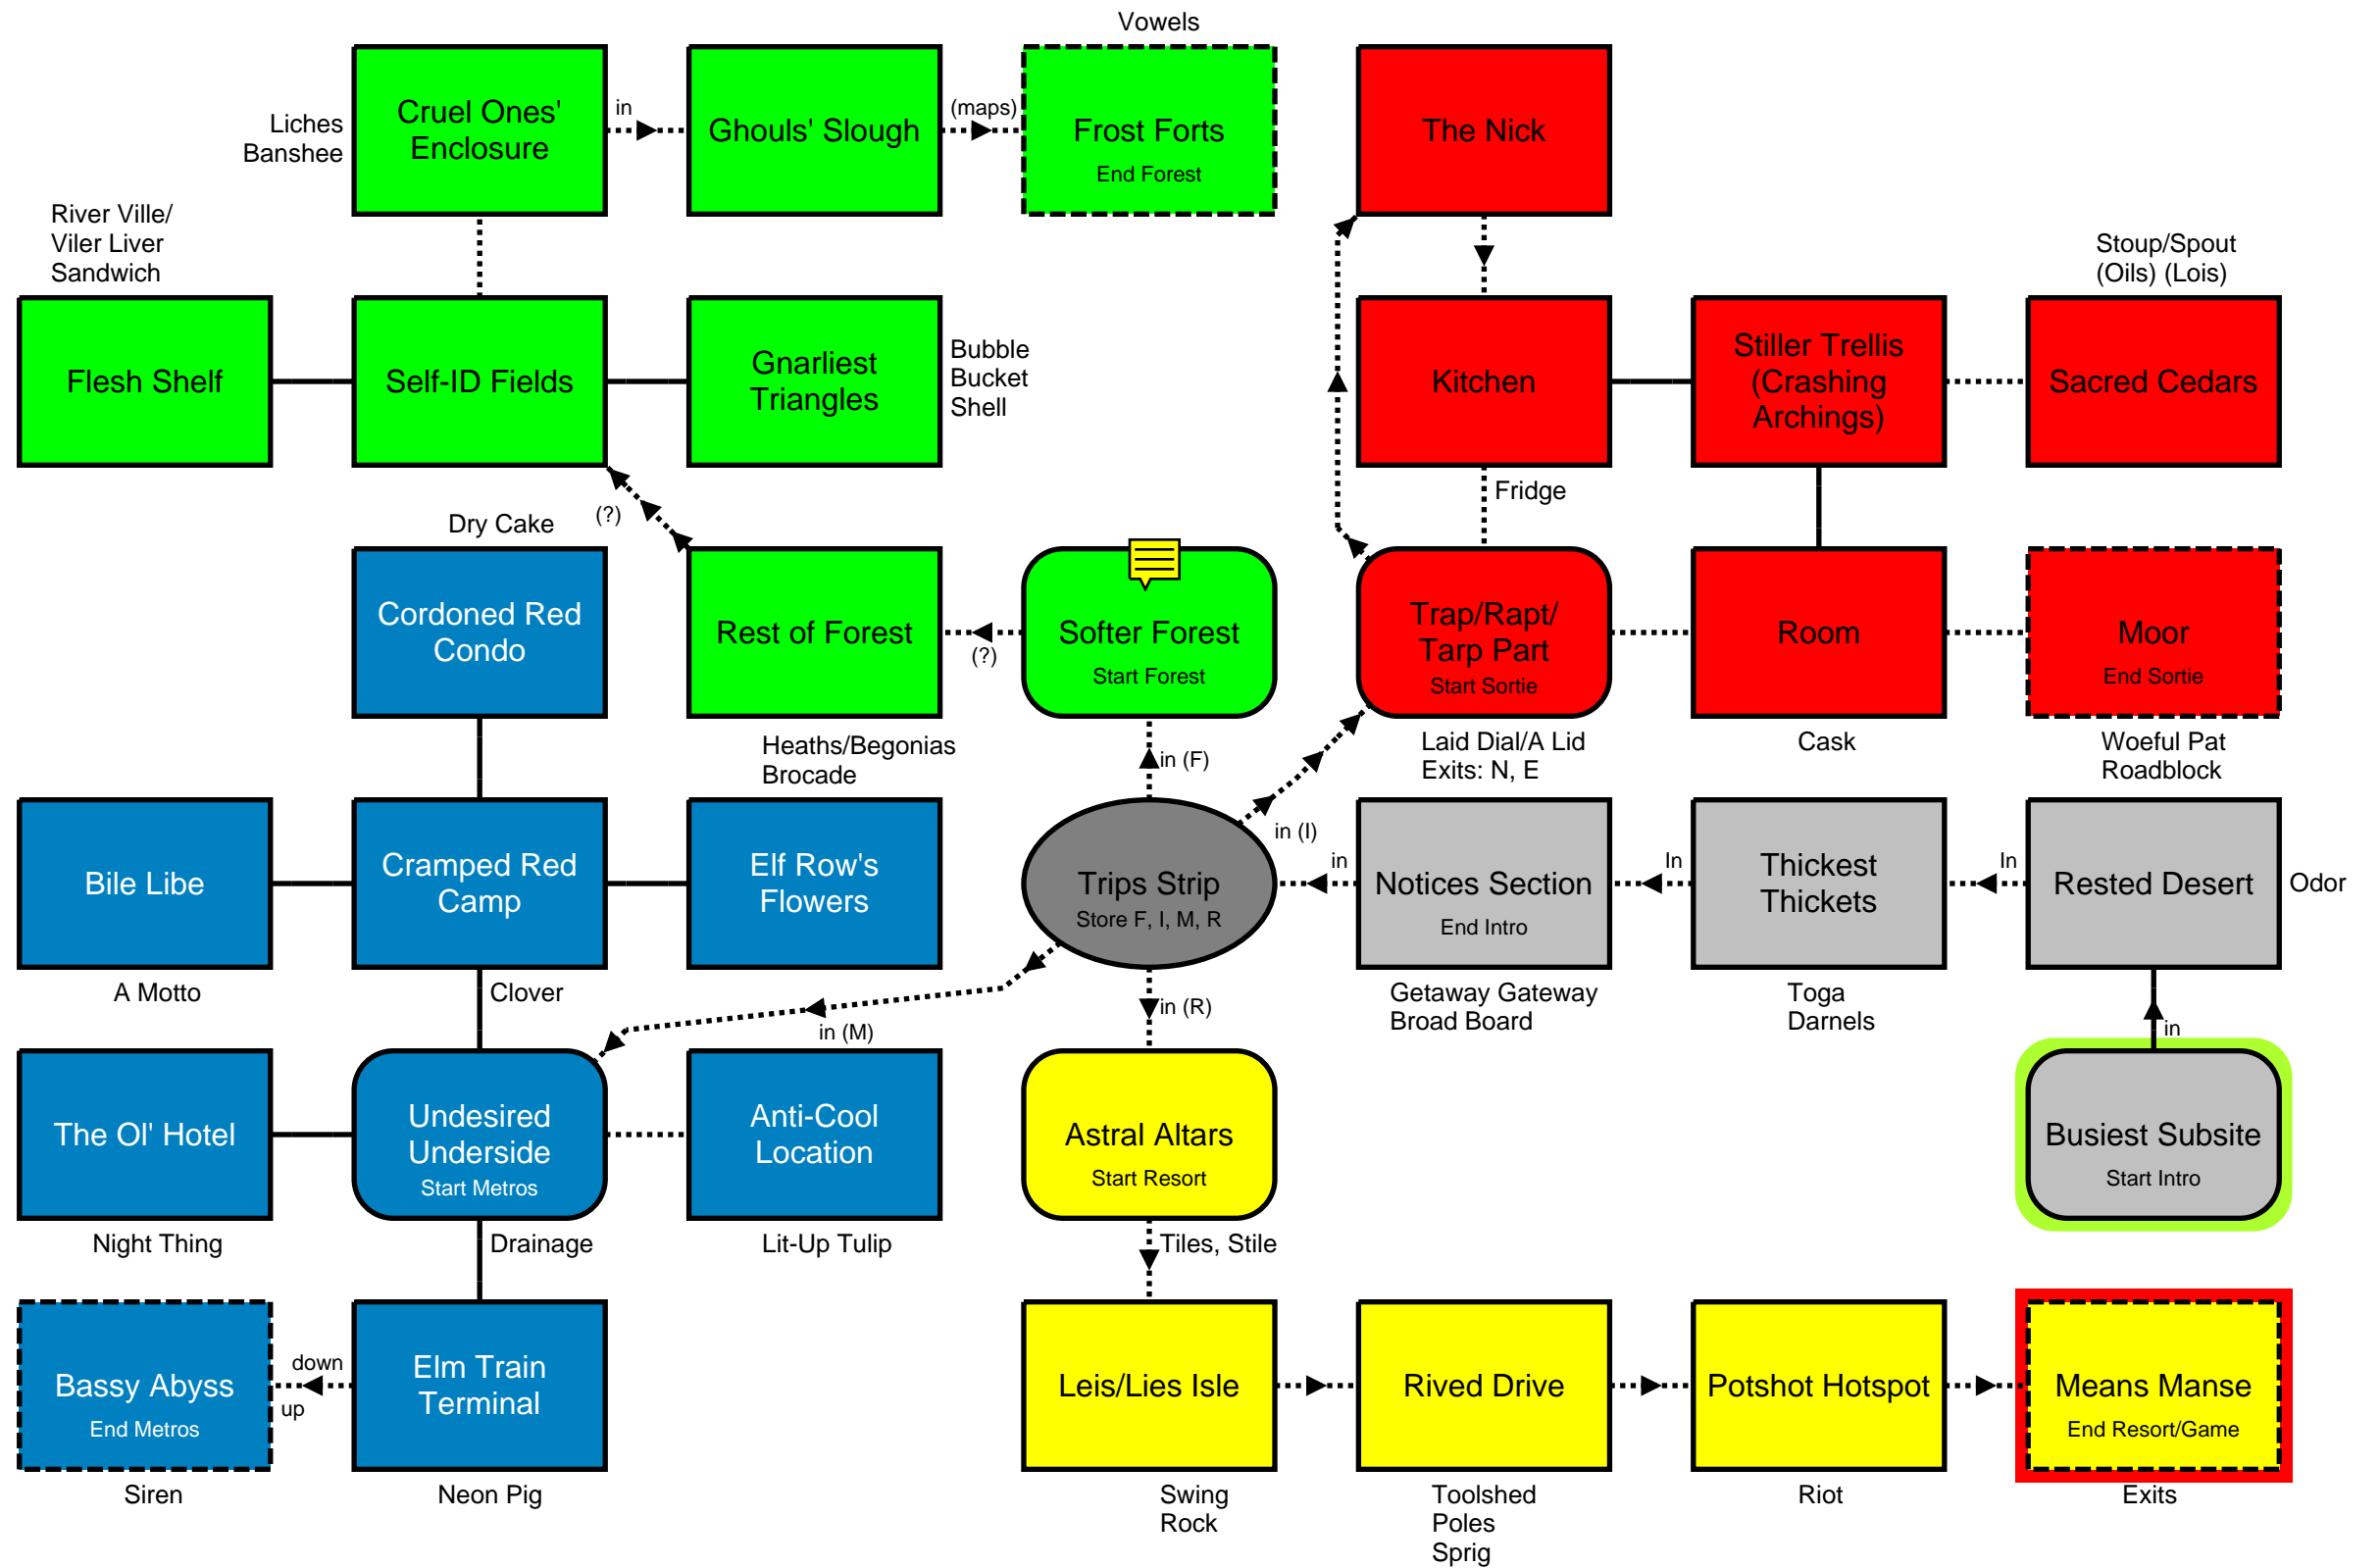 Vowels
Cruel Ones'
Enclosure
in
Ghouls' Slough
(maps)
Frost Forts
End Forest
The Nick
Liches
Banshee
River Ville/
Viler Liver
Sandwich
Stoup/Spout
(Oils) (Lois)
Flesh Shelf
Self-ID Fields
Gnarliest
Triangles
Bubble
Bucket
Shell
Kitchen
Stiller Trellis
(Crashing
Archings)
Sacred Cedars
Fridge
Dry Cake
(?)
Cordoned Red
Condo
Rest of Forest
(?)
Softer Forest
Start Forest
Trap/Rapt/
Tarp Part
Start Sortie
Room
Moor
End Sortie
Heaths/Begonias
Brocade
in (F)
Laid Dial/A Lid
Exits: N, E
Cask
Woeful Pat
Roadblock
in (I)
Bile Libe
Cramped Red
Camp
Elf Row's
Flowers
Trips Strip
Store F, I, M, R
in
Notices Section
End Intro
In
Thickest
Thickets
In
Rested Desert
Odor
A Motto
Clover
in (M)
in (R)
Getaway Gateway
Broad Board
Toga
Darnels
in
The Ol' Hotel
Undesired
Underside
Start Metros
Anti-Cool
Location
Astral Altars
Start Resort
Busiest Subsite
Start Intro
Night Thing
Drainage
Lit-Up Tulip
Tiles, Stile
Bassy Abyss
End Metros
down
up
Elm Train
Terminal
Leis/Lies Isle
Rived Drive
Potshot Hotspot
Means Manse
End Resort/Game
Siren
Neon Pig
Swing
Rock
Toolshed
Poles
Sprig
Riot
Exits